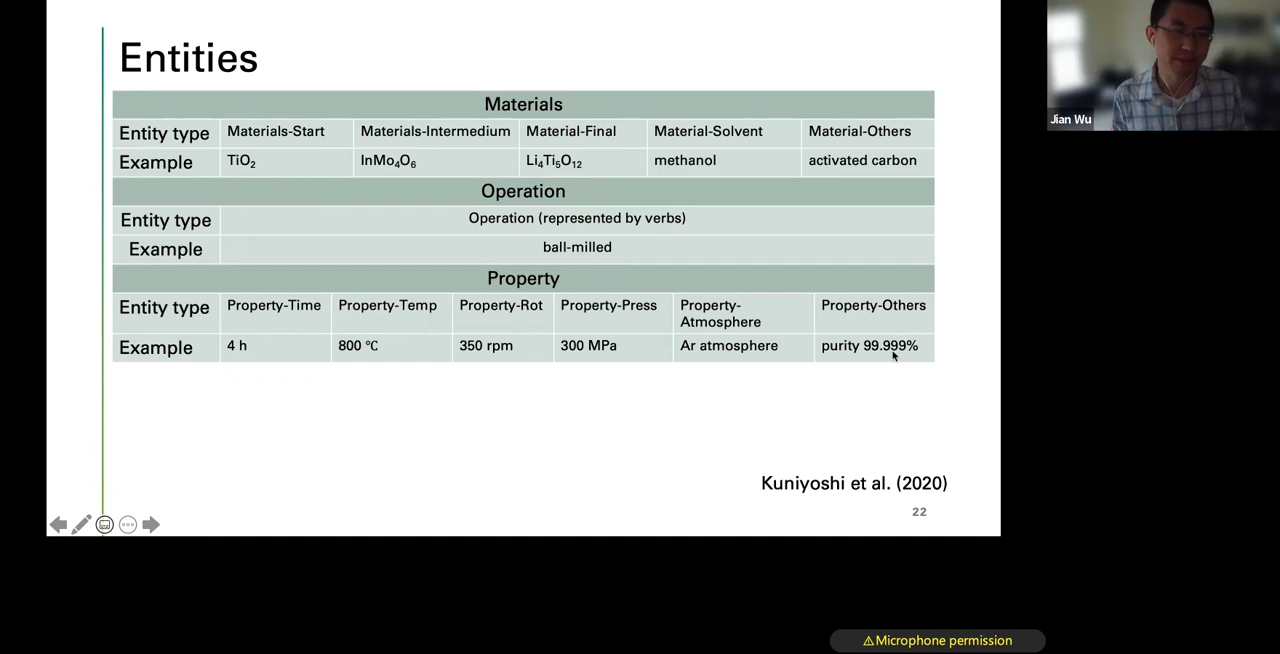 Entities
Materials
Entity type Materials-Start Materials-Intermedium Material-Final Material-Solvent Material-Others
Example TiO₂ InMo₄O₆ Li₄Ti₅O₁₂ methanol activated carbon
Operation
Entity type Operation (represented by verbs)
Example ball-milled
Property
Entity type Property-Time Property-Temp Property-Rot Property-Press Property-Atmosphere Property-Others
Example 4 h 800 ℃ 350 rpm 300 MPa Ar atmosphere purity 99.999%
Kuniyoshi et al. (2020)
22
Jian Wu
⚠Microphone permission